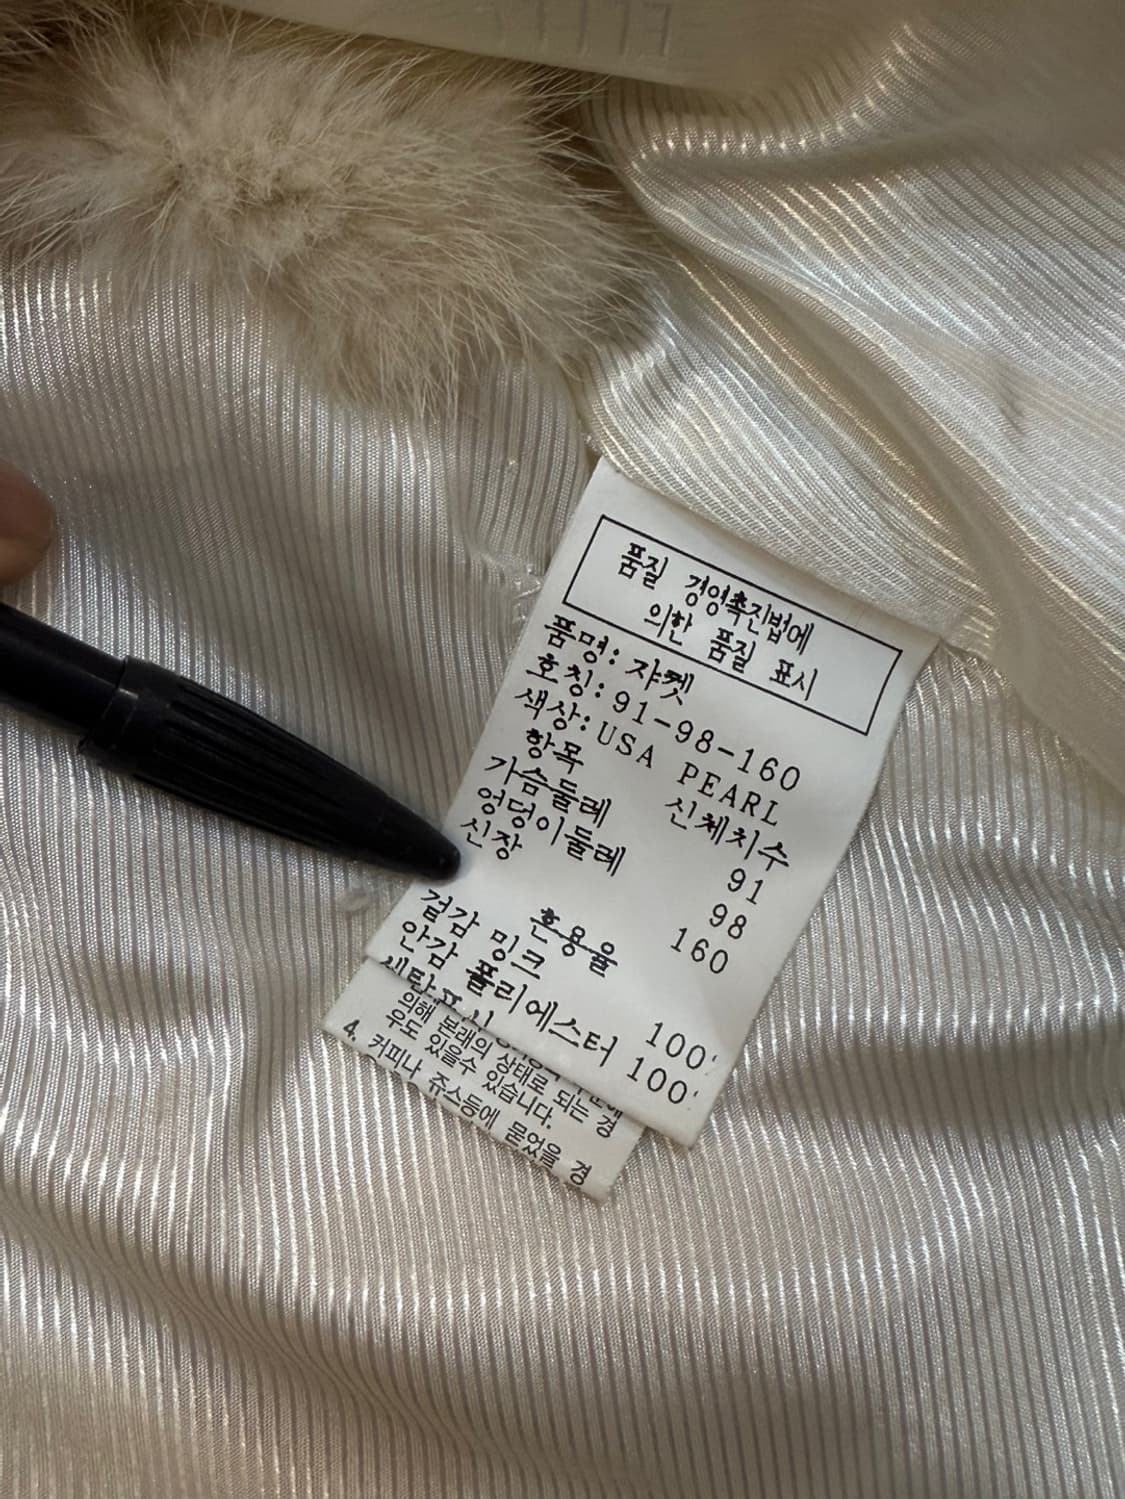 품질 경영촉진법에
의한 품질 표시
품명: 쟈켓
호칭: 91-98-160
색상: USA PEARL
항목 신체치수
가슴둘레 91
엉덩이둘레 98
신장 160
혼용율
겉감 밍크 100
안감 폴리에스터 100
세탁표시
의해 본래의 상태로 되는 경
우도 있을수 있습니다.
4. 커피나 쥬스등에 묻었을 경